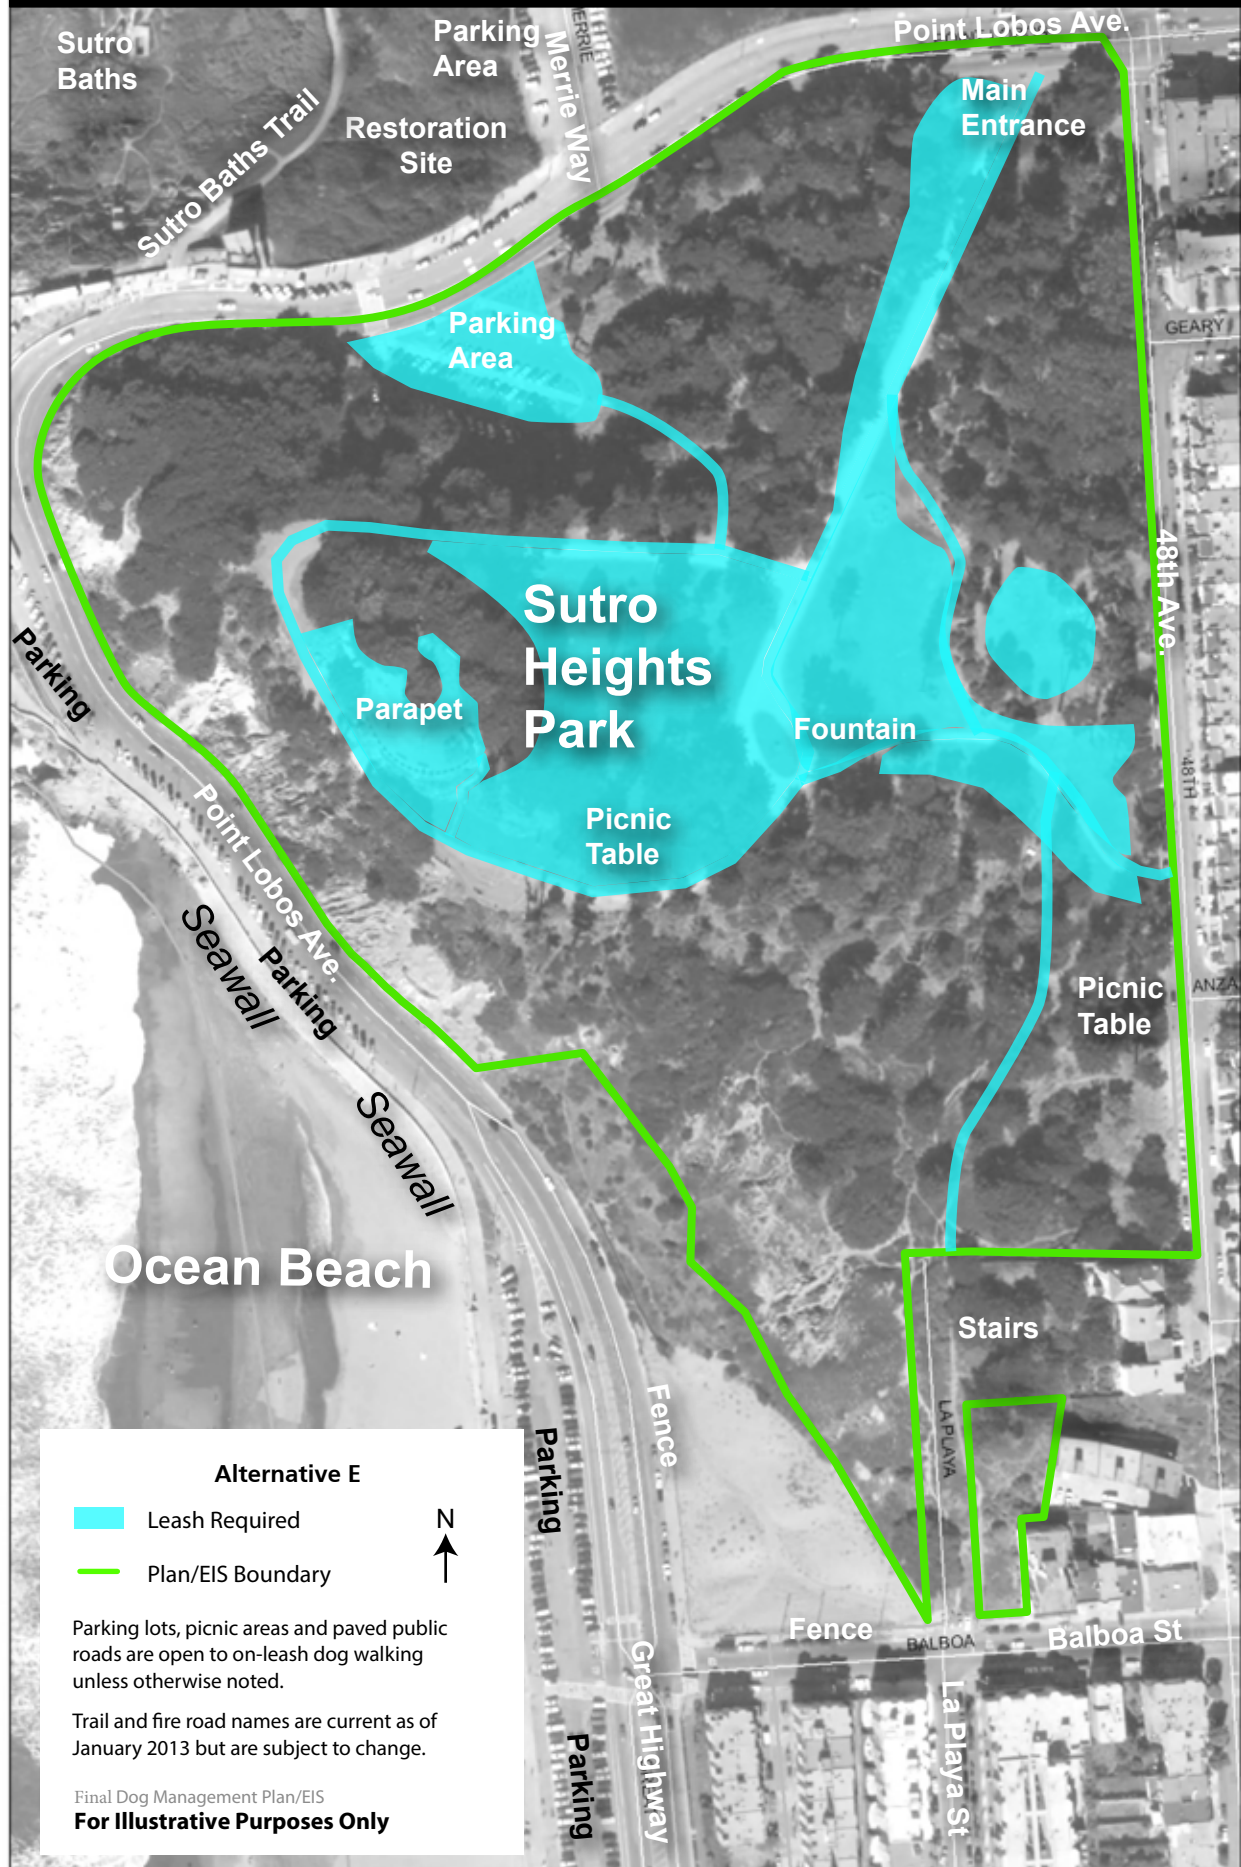 Point Lobos Ave.
Sutro
Baths
Parking
Area
MERRIE
Merrie Way
Main
Entrance
Restoration
Site
Sutro Baths Trail
Parking
Area
GEARY
48th Ave.
Sutro
Heights
Park
Parking
Parapet
Fountain
48TH
Point Lobos Ave.
Picnic
Table
Seawall
Parking
Picnic
Table
ANZA
Seawall
Ocean Beach
Stairs
Fence
LA PLAYA
Parking
Fence
BALBOA
Balboa St
Great Highway
La Playa St
Parking
Alternative E
Leash Required
N
Plan/EIS Boundary
Parking lots, picnic areas and paved public
roads are open to on-leash dog walking
unless otherwise noted.
Trail and fire road names are current as of
January 2013 but are subject to change.
Final Dog Management Plan/EIS
For Illustrative Purposes Only